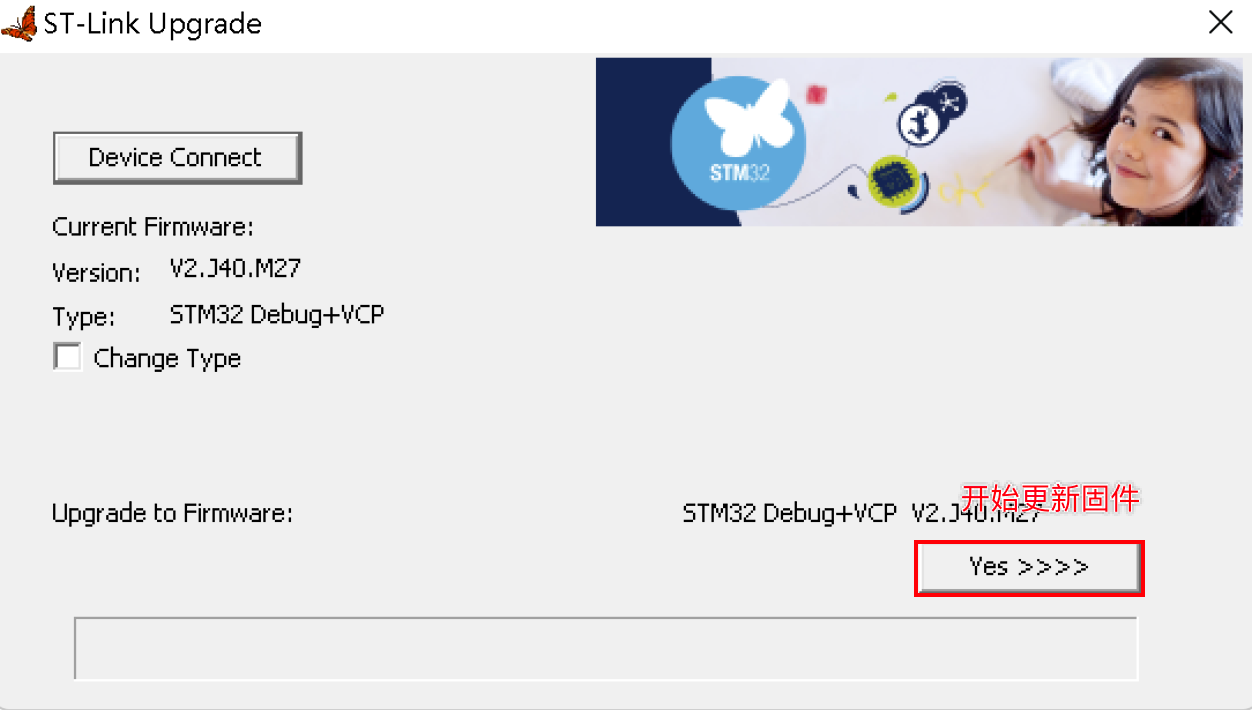 ST-Link Upgrade
STM32
Device Connect
Current Firmware:
Version: V2.J40.M27
Type: STM32 Debug+VCP
Change Type
开始更新固件
Upgrade to Firmware: STM32 Debug+VCP V2.J40.M27
Yes >>>>